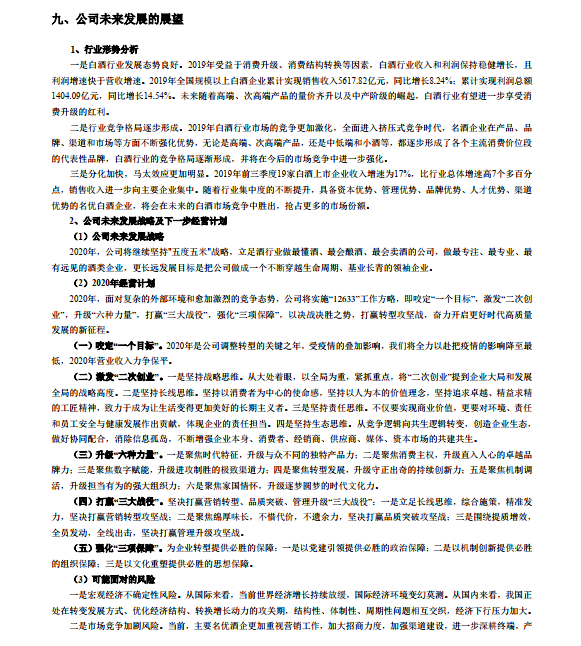 九、公司未来发展的展望
1、行业形势分析
一是白酒行业发展态势良好。2019年受益于消费升级、消费结构转换等因素，白酒行业收入和利润保持稳健增长，且
利润增速快于营收增速。2019年全国规模以上白酒企业累计实现销售收入5617.82亿元，同比增长8.24%；累计实现利润总额
1404.09亿元，同比增长14.54%。未来随着高端、次高端产品的量价齐升以及中产阶级的崛起，白酒行业有望进一步享受消
费升级的红利。
二是行业竞争格局逐步形成。2019年白酒行业市场的竞争更加激化，全面进入挤压式竞争时代，名酒企业在产品、品
牌、渠道和市场等方面不断强化优势，无论是高端、次高端产品，还是中低端和小酒等，都逐步形成了各个主流消费价位段
的代表性品牌，白酒行业的竞争格局逐渐形成，并将在今后的市场竞争中进一步强化。
三是分化加快，马太效应更加明显。2019年前三季度19家白酒上市企业收入增速为17%，比行业总体增速高7个多百分
点，销售收入进一步向主要企业集中。随着行业集中度的不断提升，具备资本优势、管理优势、品牌优势、人才优势、渠道
优势的名优白酒企业，将会在未来的白酒市场竞争中胜出，抢占更多的市场份额。
2、公司未来发展战略及下一步经营计划
（1）公司未来发展战略
2020年，公司将继续坚持"五度五米"战略，立足酒行业做最懂酒、最会酿酒、最会卖酒的公司，做最专注、最专业、最
有远见的酒类企业，更长远发展目标是把公司做成一个不断穿越生命周期、基业长青的领袖企业。
（2）2020年经营计划
2020年，面对复杂的外部环境和愈加激烈的竞争态势，公司将实施“12633”工作方略，即咬定“一个目标”，激发“二次创
业”，升级“六种力量”，打赢“三大战役”，强化“三项保障”，以决战决胜之势，打赢转型攻坚战，奋力开启更好时代高质量
发展的新征程。
（一）咬定“一个目标”。2020年是公司调整转型的关键之年，受疫情的叠加影响，我们将全力以赴把疫情的影响降至最
低，2020年营业收入力争保平。
（二）激发“二次创业”。一是坚持战略思维。从大处着眼，以全局为重，紧抓重点，将“二次创业”提到企业大局和发展
全局的战略高度。二是坚持长线思维。坚持以消费者为中心的使命感，坚持以人为本的价值理念，坚持追求卓越、精益求精
的工匠精神，致力于成为让生活变得更加美好的长期主义者。三是坚持责任思维。不仅要实现商业价值，更要对环境、责任
和员工安全与健康发展作出贡献，体现企业的责任担当。四是坚持生态思维。从竞争逻辑向共生逻辑转变，创造企业生态，
做好协同配合，消除信息孤岛，不断增强企业本身、消费者、经销商、供应商、媒体、资本市场的共建共生。
（三）升级“六种力量”。一是聚焦时代特征，升级与众不同的独特产品力；二是聚焦消费主权，升级直入人心的卓越品
牌力；三是聚焦数字赋能，升级进攻制胜的极致渠道力；四是聚焦转型发展，升级守正出奇的持续创新力；五是聚焦机制调
活，升级担当有为的强大组织力；六是聚焦家国情怀，升级逐梦圆梦的时代文化力。
（四）打赢“三大战役”。坚决打赢营销转型、品质突破、管理升级“三大战役”：一是立足长线思维，综合施策，精准发
力，坚决打赢营销转型攻坚战；二是聚焦绵厚味长，不惜代价，不遗余力，坚决打赢品质突破攻坚战；三是围绕提质增效，
全员发动，全线出击，坚决打赢管理升级攻坚战。
（五）强化“三项保障”。为企业转型提供必胜的保障：一是以党建引领提供必胜的政治保障；二是以机制创新提供必胜
的组织保障；三是以文化重塑提供必胜的思想保障。
（3）可能面对的风险
一是宏观经济不确定性风险。从国际来看，当前世界经济增长持续放缓，国际经济环境变幻莫测。从国内来看，我国正
处在转变发展方式、优化经济结构、转换增长动力的攻关期，结构性、体制性、周期性问题相互交织，经济下行压力加大。
二是市场竞争加剧风险。当前，主要名优酒企更加重视营销工作，加大招商力度，加强渠道建设，进一步深耕终端，产